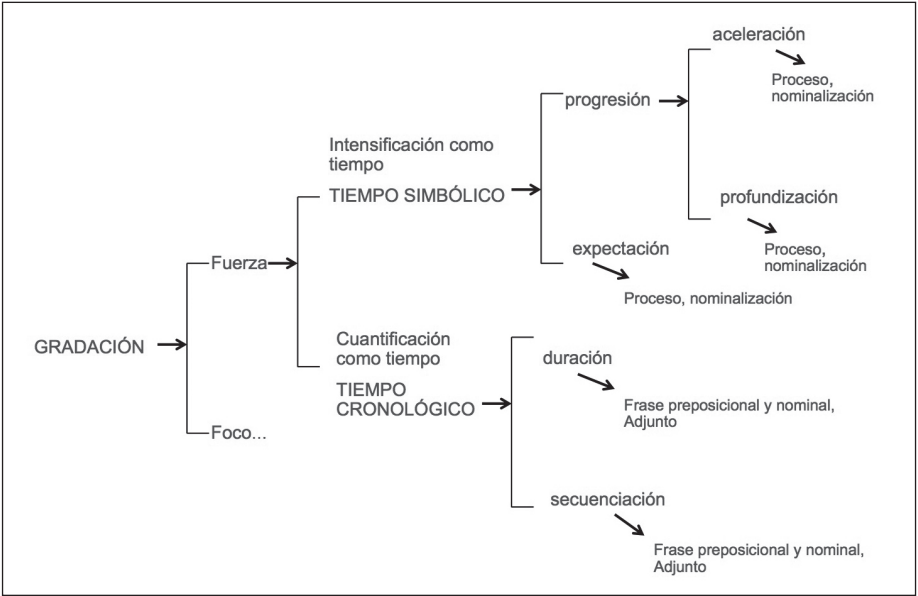 aceleración
Proceso,
nominalización
progresión
Intensificación como
tiempo
TIEMPO SIMBÓLICO
profundización
Proceso,
nominalización
expectación
Proceso, nominalización
Fuerza
GRADACIÓN
Cuantificación
como tiempo
TIEMPO
CRONOLÓGICO
duración
Frase preposicional y nominal,
Adjunto
Foco...
secuenciación
Frase preposicional y nominal,
Adjunto